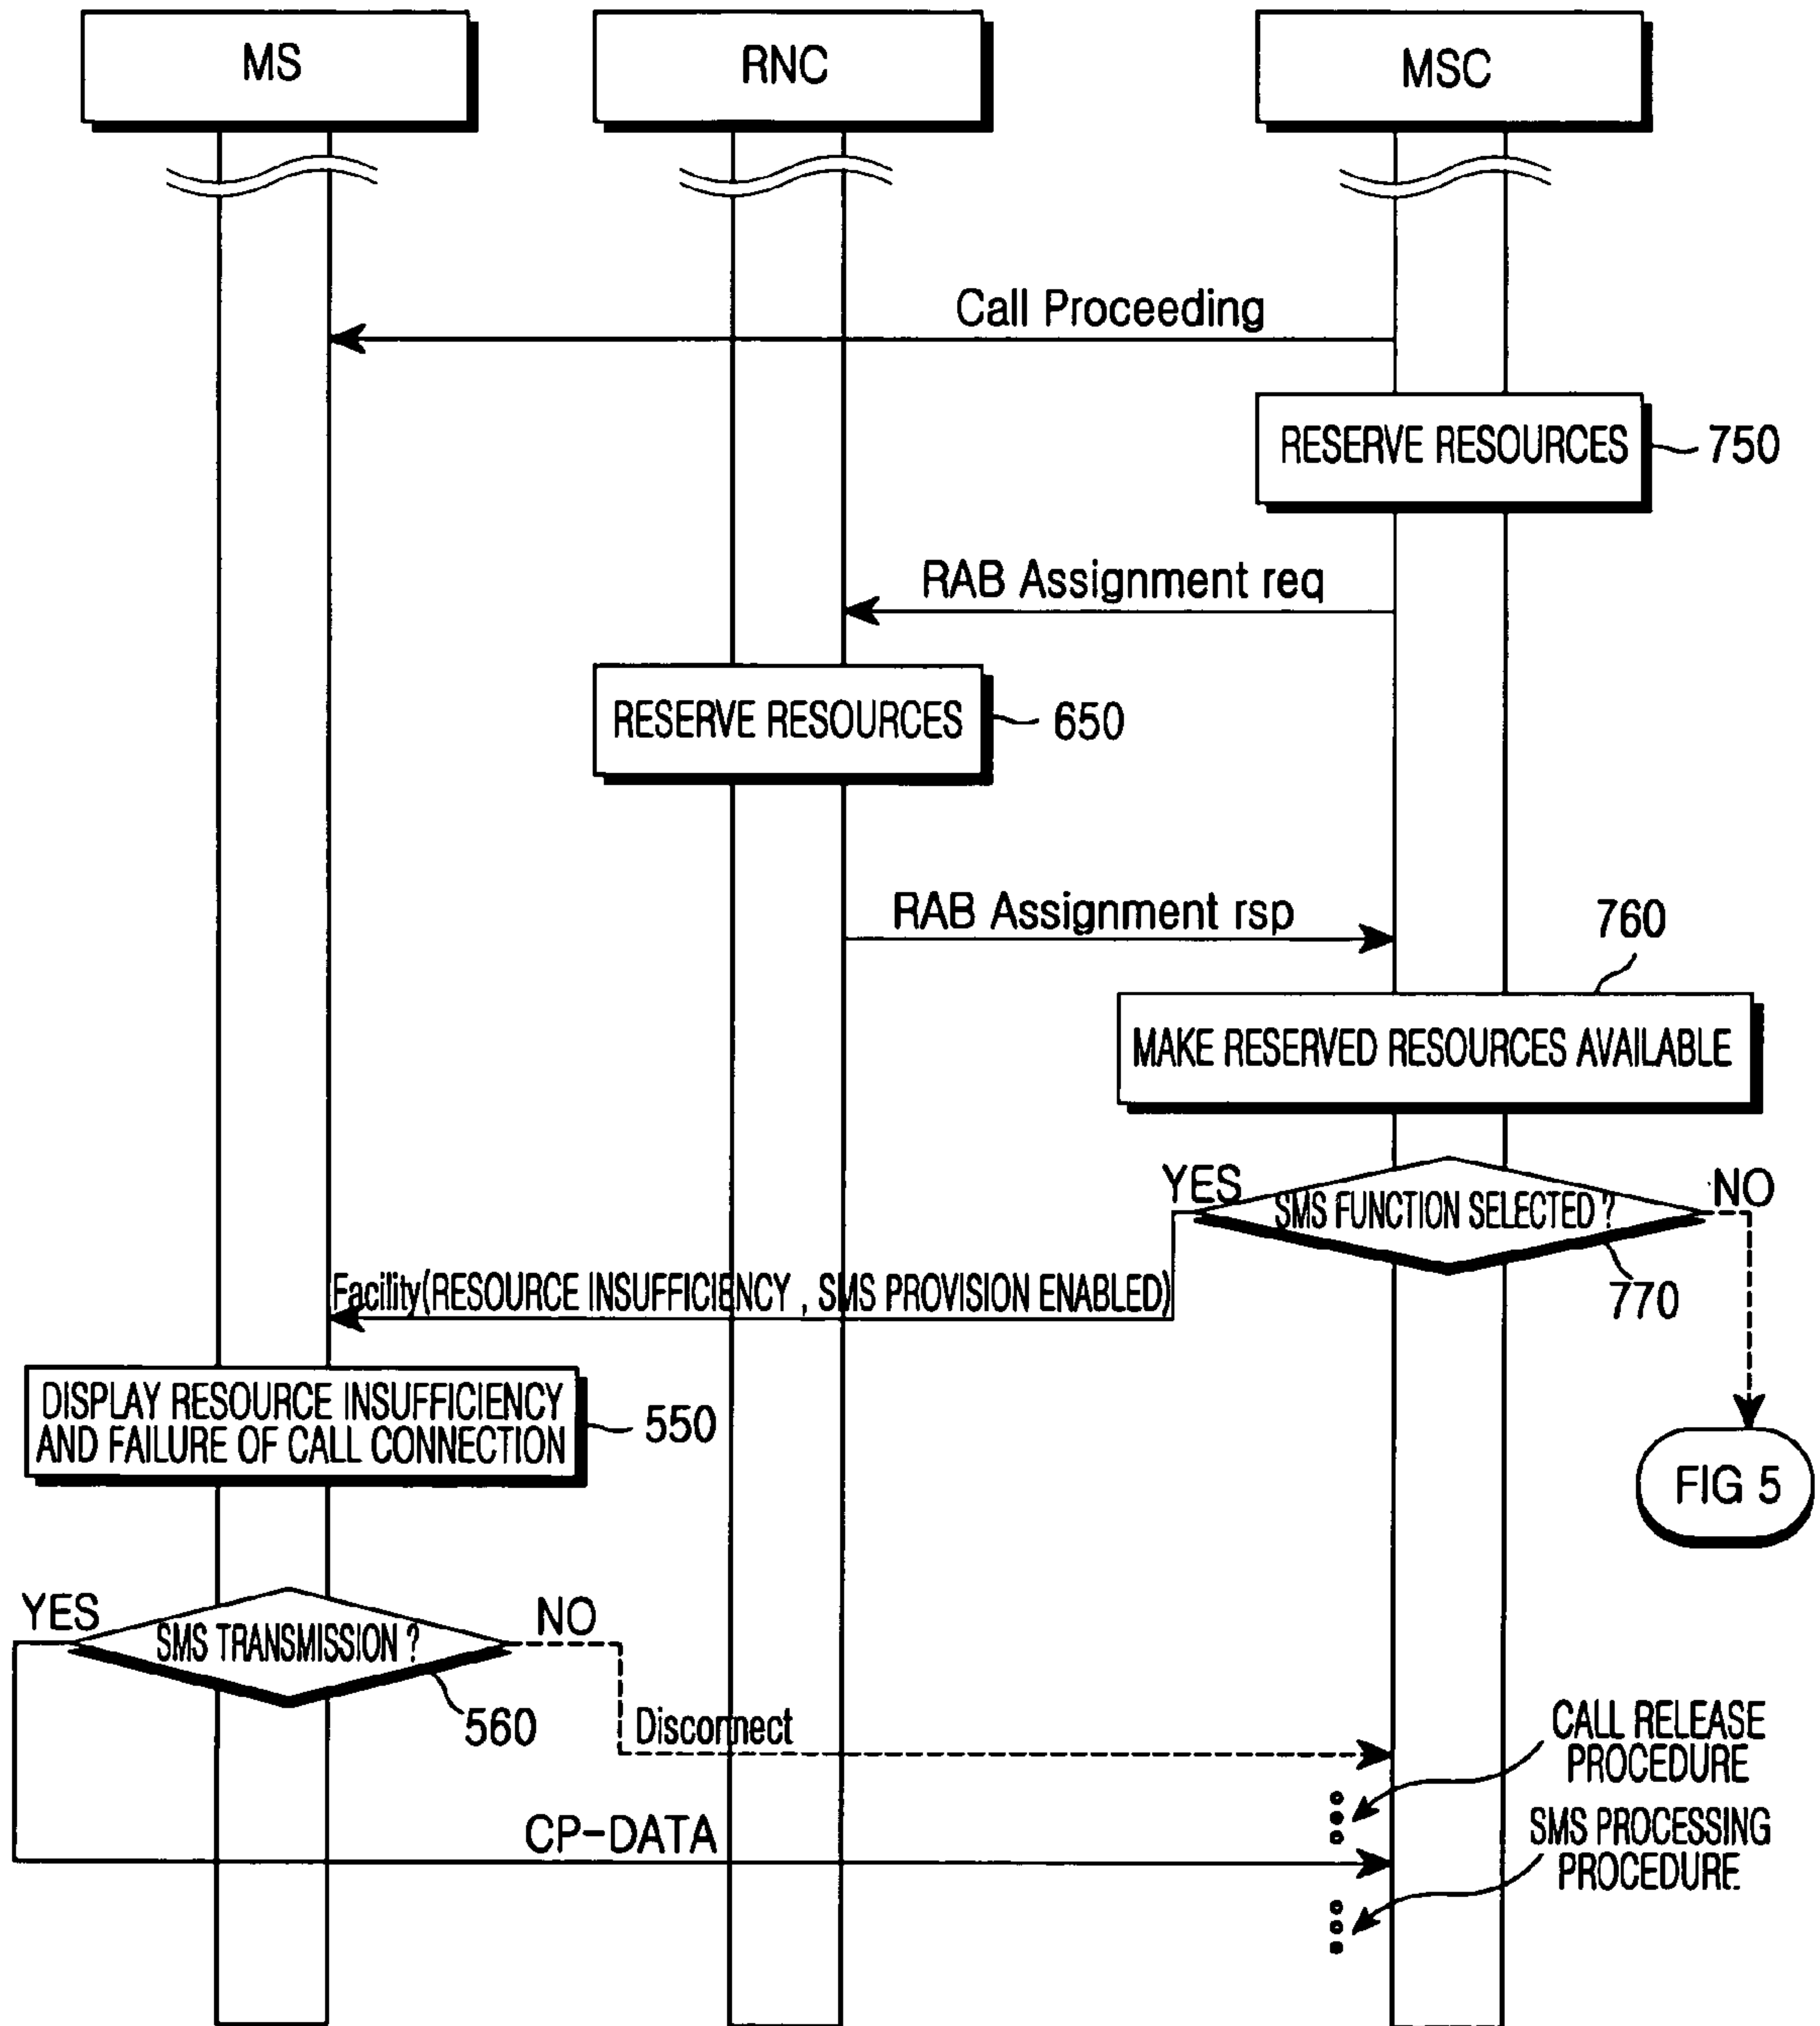 MS
RNC
MSC
Call Proceeding
RESERVE RESOURCES
750
RAB Assignment req
RESERVE RESOURCES
650
RAB Assignment rsp
760
MAKE RESERVED RESOURCES AVAILABLE
YES
SMS FUNCTION SELECTED ?
NO
770
Facility(RESOURCE INSUFFICIENCY , SMS PROVISION ENABLED)
DISPLAY RESOURCE INSUFFICIENCY
AND FAILURE OF CALL CONNECTION
550
FIG 5
YES
SMS TRANSMISSION ?
NO
560
Disconnect
CALL RELEASE
PROCEDURE
CP-DATA
SMS PROCESSING
PROCEDURE